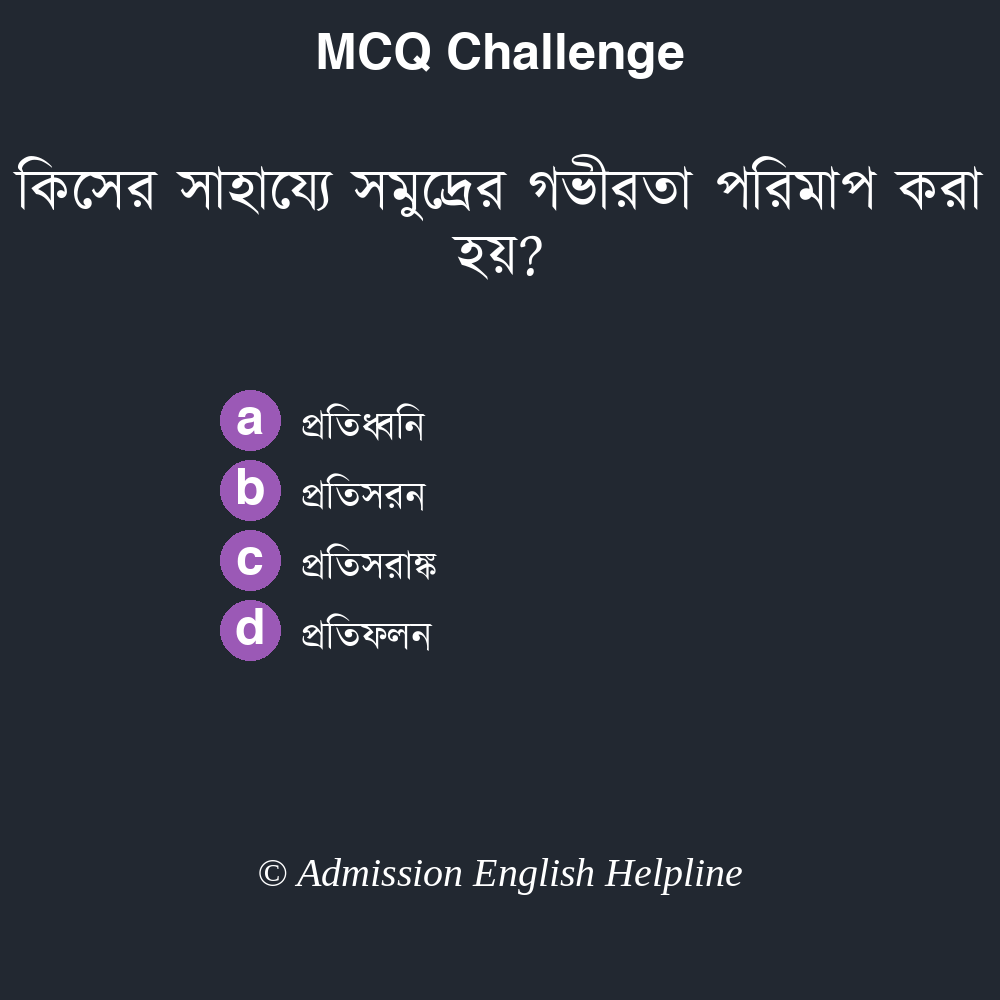 MCQ Challenge
কিসের সাহায্যে সমুদ্রের গভীরতা পরিমাপ করা
হয়?
a প্রতিধ্বনি
b প্রতিসরন
c প্রতিসরাঙ্ক
d প্রতিফলন
© Admission English Helpline